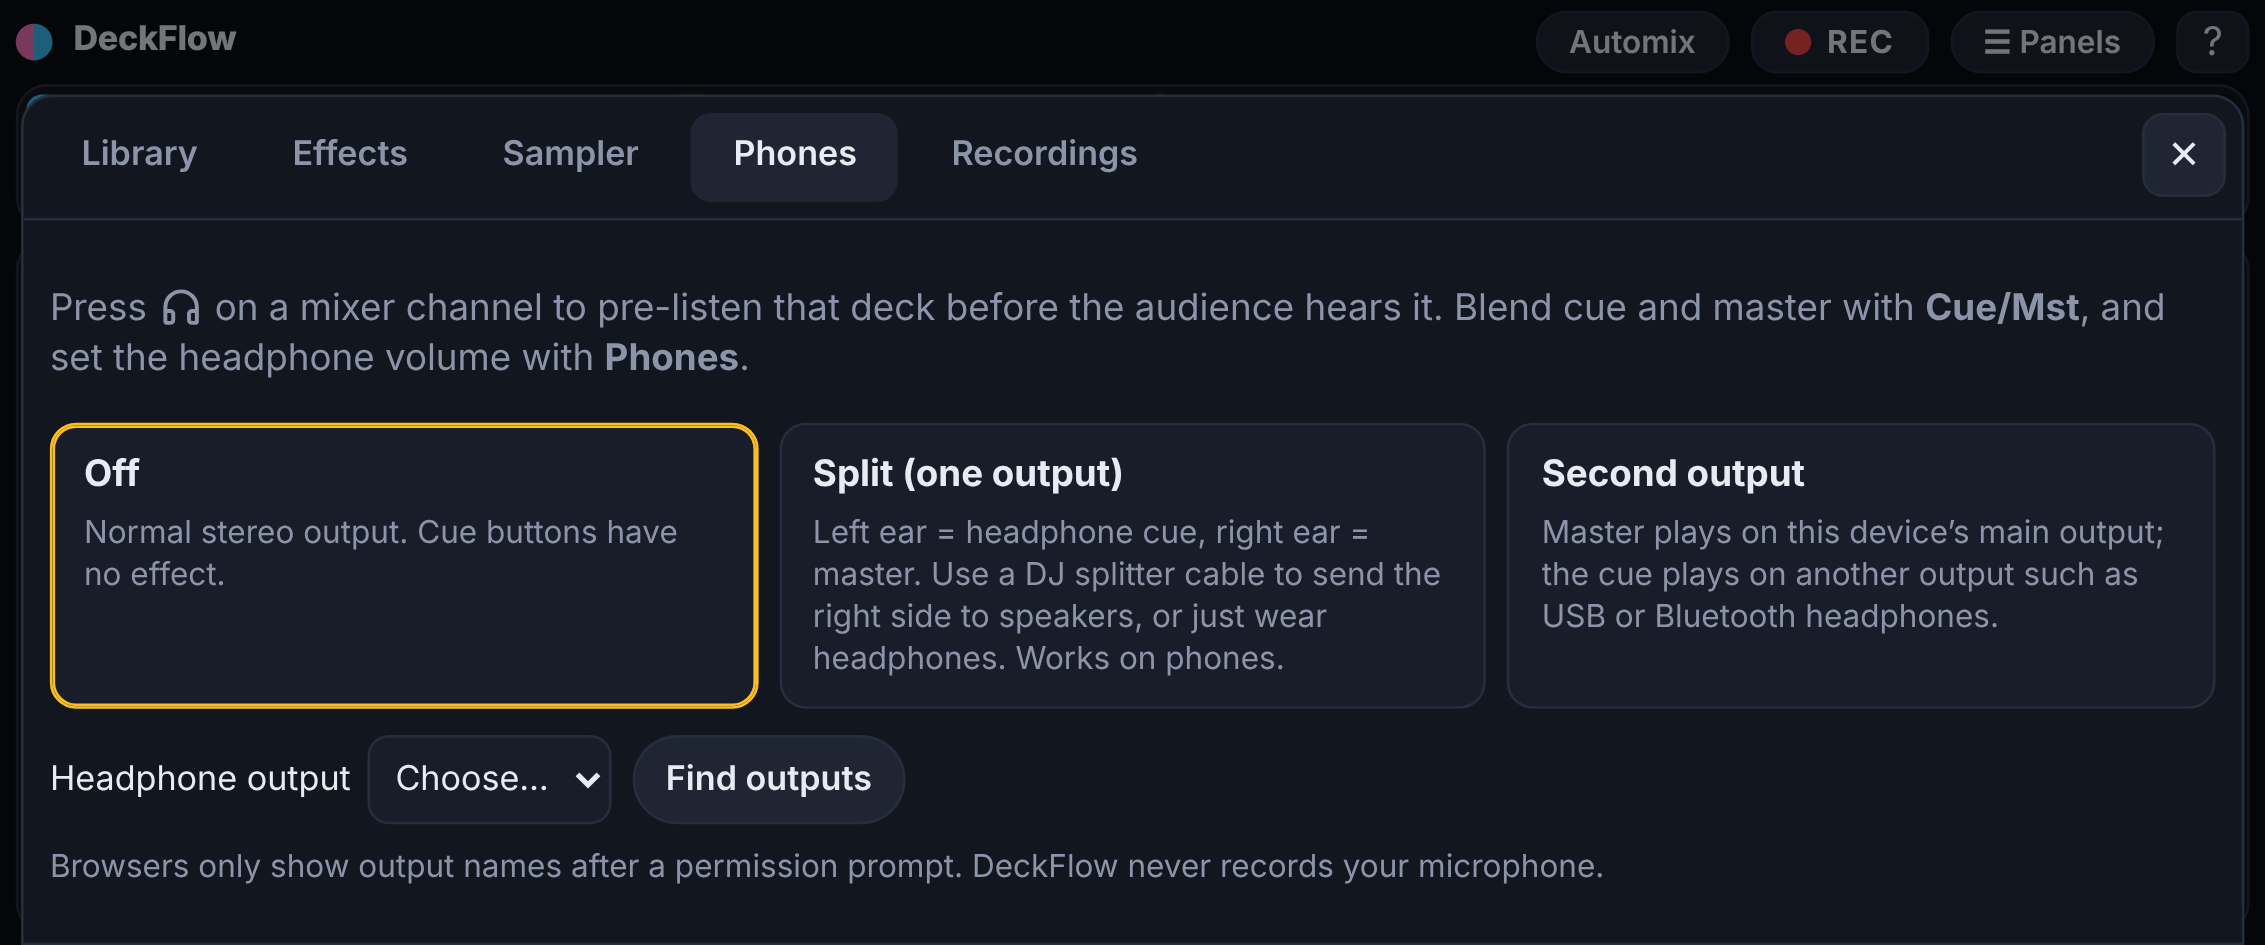 DeckFlow
Automix
REC
☰ Panels
?
Library
Effects
Sampler
Phones
Recordings
✕
Press 🎧 on a mixer channel to pre-listen that deck before the audience hears it. Blend cue and master with Cue/Mst, and
set the headphone volume with Phones.
Off
Normal stereo output. Cue buttons have
no effect.
Split (one output)
Left ear = headphone cue, right ear =
master. Use a DJ splitter cable to send the
right side to speakers, or just wear
headphones. Works on phones.
Second output
Master plays on this device’s main output;
the cue plays on another output such as
USB or Bluetooth headphones.
Headphone output
Choose...
Find outputs
Browsers only show output names after a permission prompt. DeckFlow never records your microphone.